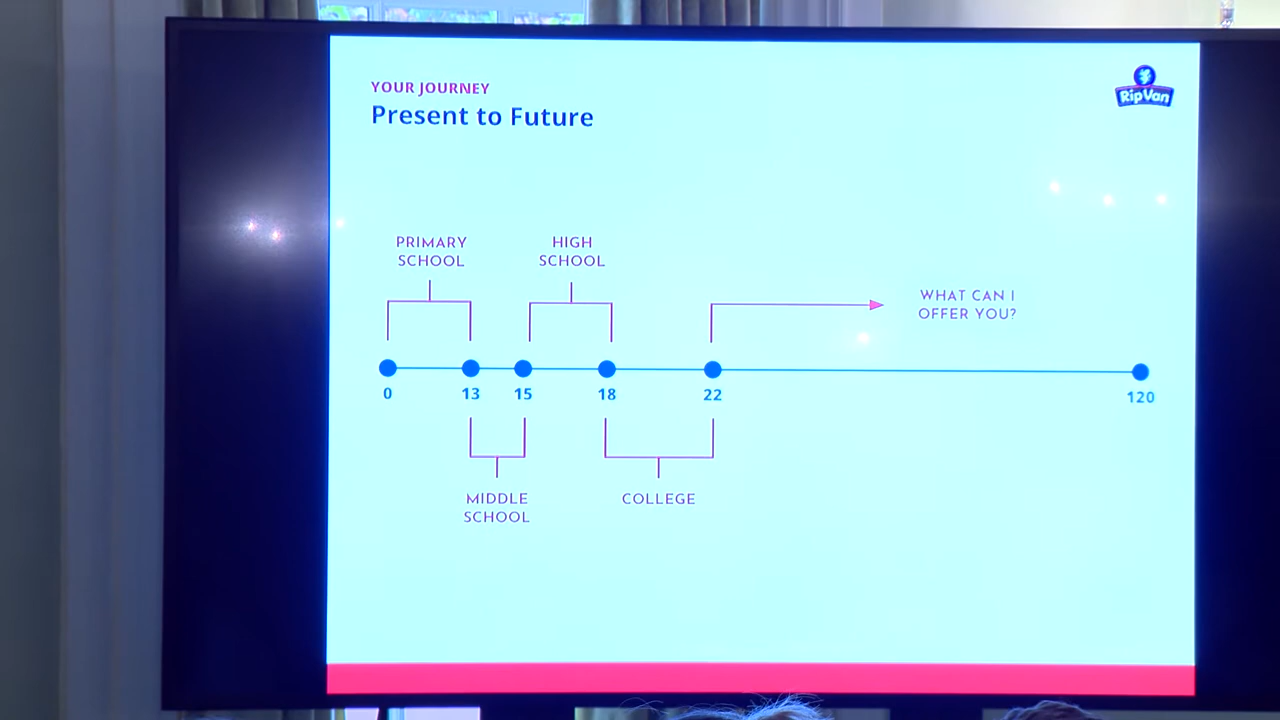 YOUR JOURNEY
Present to Future
RipVan
PRIMARY
SCHOOL
HIGH
SCHOOL
WHAT CAN I
OFFER YOU?
0
13
15
18
22
120
MIDDLE
SCHOOL
COLLEGE